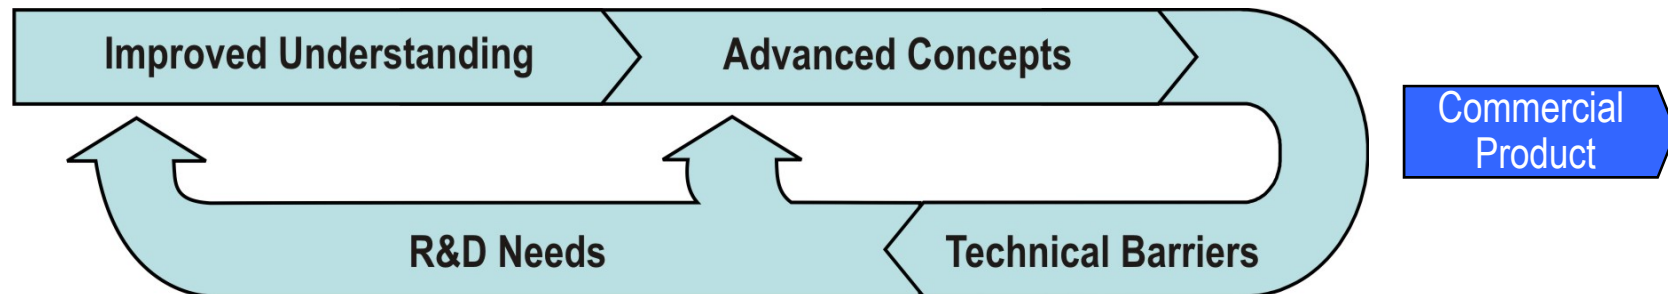 Improved Understanding
Advanced Concepts
Commercial
Product
R&D Needs
Technical Barriers